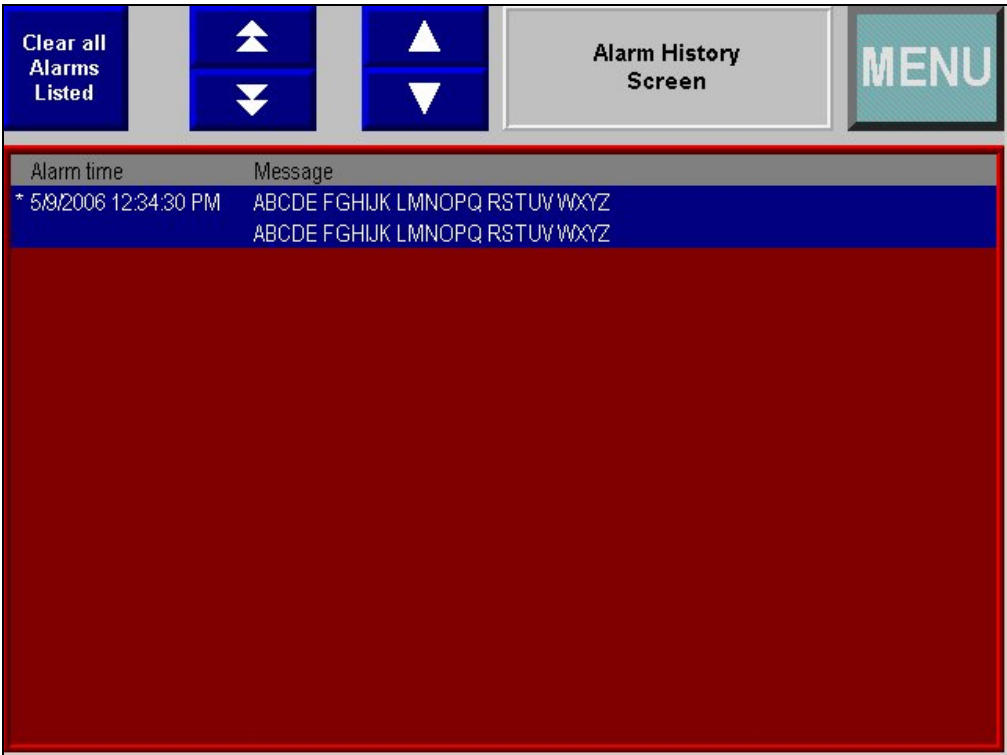 Clear all
Alarms
Listed
Alarm History
Screen
MENU
Alarm time Message
* 5/9/2006 12:34:30 PM ABCDE FGHIJK LMNOPQ RSTUV WXYZ
ABCDE FGHIJK LMNOPQ RSTUV WXYZ